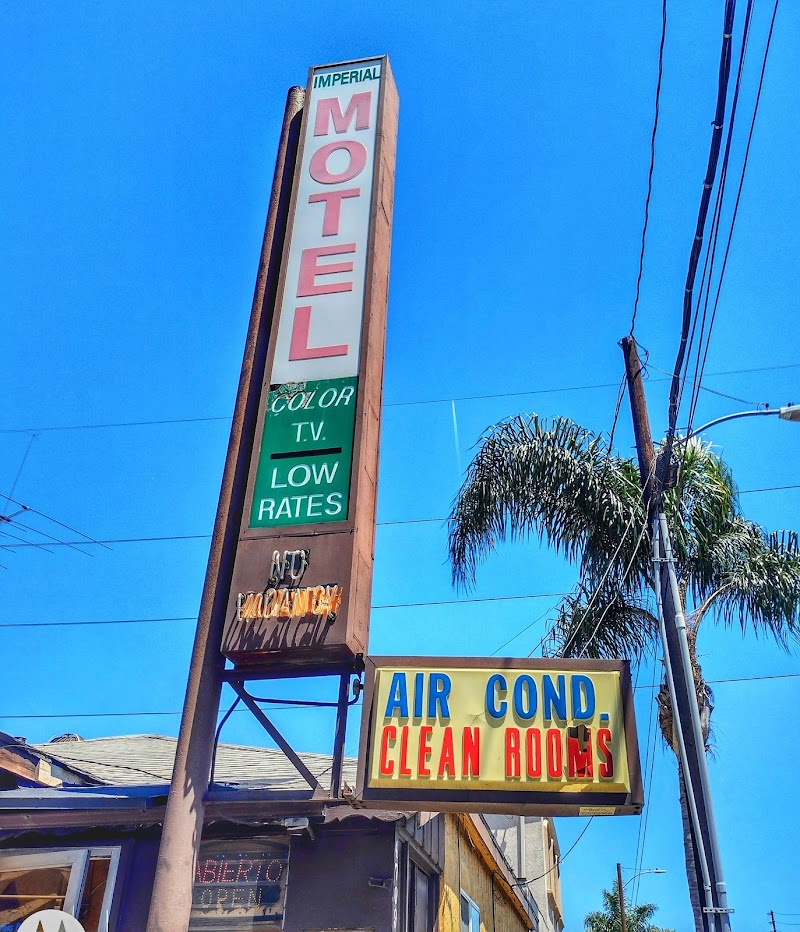 IMPERIAL
MOTEL
COLOR
T.V.
LOW
RATES
NO
VACANCY
AIR COND.
CLEAN ROOMS
ABIERTO
OPEN